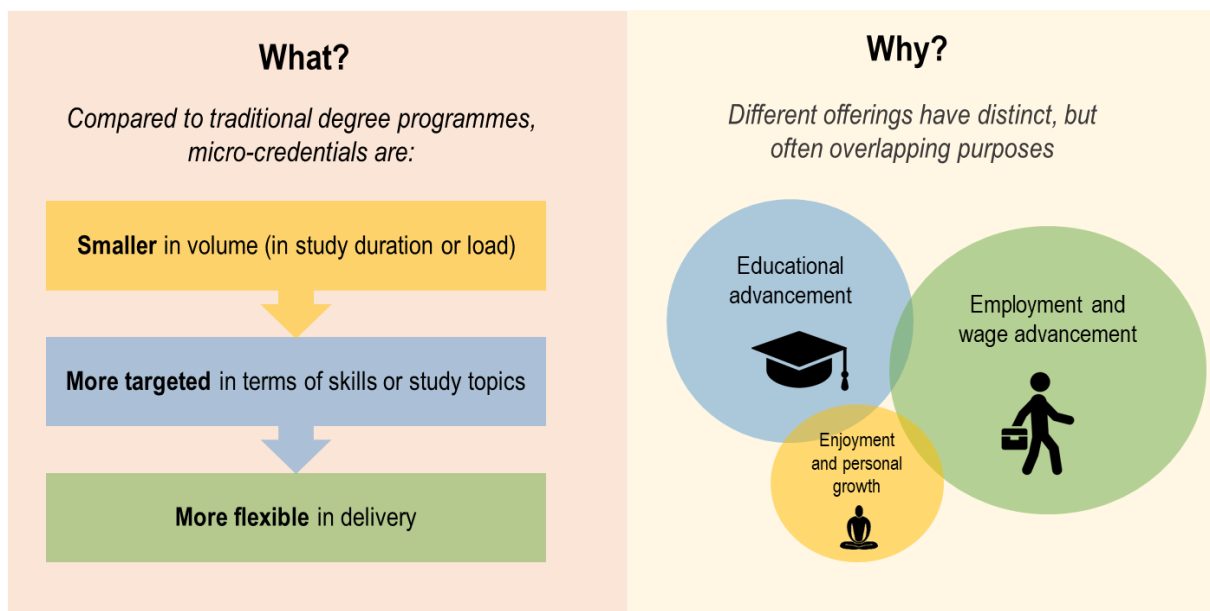 What?
Compared to traditional degree programmes,
micro-credentials are:
Smaller in volume (in study duration or load)
More targeted in terms of skills or study topics
More flexible in delivery
Why?
Different offerings have distinct, but
often overlapping purposes
Educational
advancement
Employment and
wage advancement
Enjoyment
and personal
growth